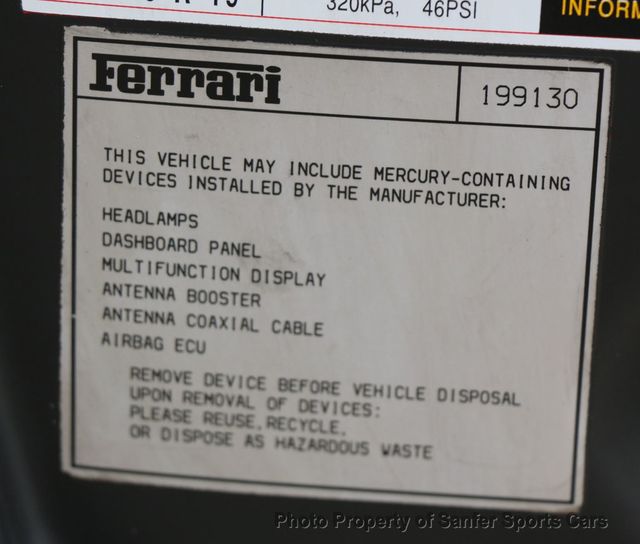 320kPa, 46PSI
INFORM
Ferrari
199130
THIS VEHICLE MAY INCLUDE MERCURY-CONTAINING
DEVICES INSTALLED BY THE MANUFACTURER:
HEADLAMPS
DASHBOARD PANEL
MULTIFUNCTION DISPLAY
ANTENNA BOOSTER
ANTENNA COAXIAL CABLE
AIRBAG ECU
REMOVE DEVICE BEFORE VEHICLE DISPOSAL
UPON REMOVAL OF DEVICES:
PLEASE REUSE, RECYCLE,
OR DISPOSE AS HAZARDOUS WASTE
Photo Property of Sanfer Sports Cars